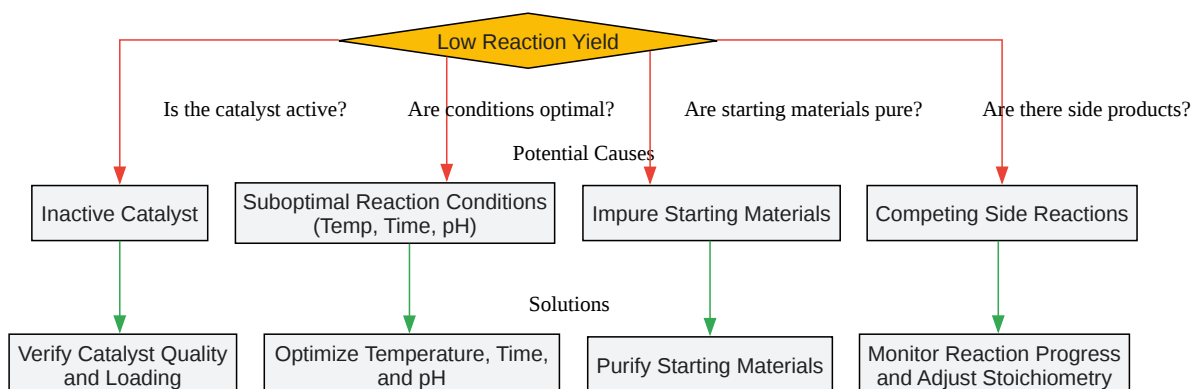 Low Reaction Yield
Is the catalyst active?
Are conditions optimal?
Are starting materials pure?
Are there side products?
Potential Causes
Inactive Catalyst
Suboptimal Reaction Conditions
(Temp, Time, pH)
Impure Starting Materials
Competing Side Reactions
Solutions
Verify Catalyst Quality
and Loading
Optimize Temperature, Time,
and pH
Purify Starting Materials
Monitor Reaction Progress
and Adjust Stoichiometry